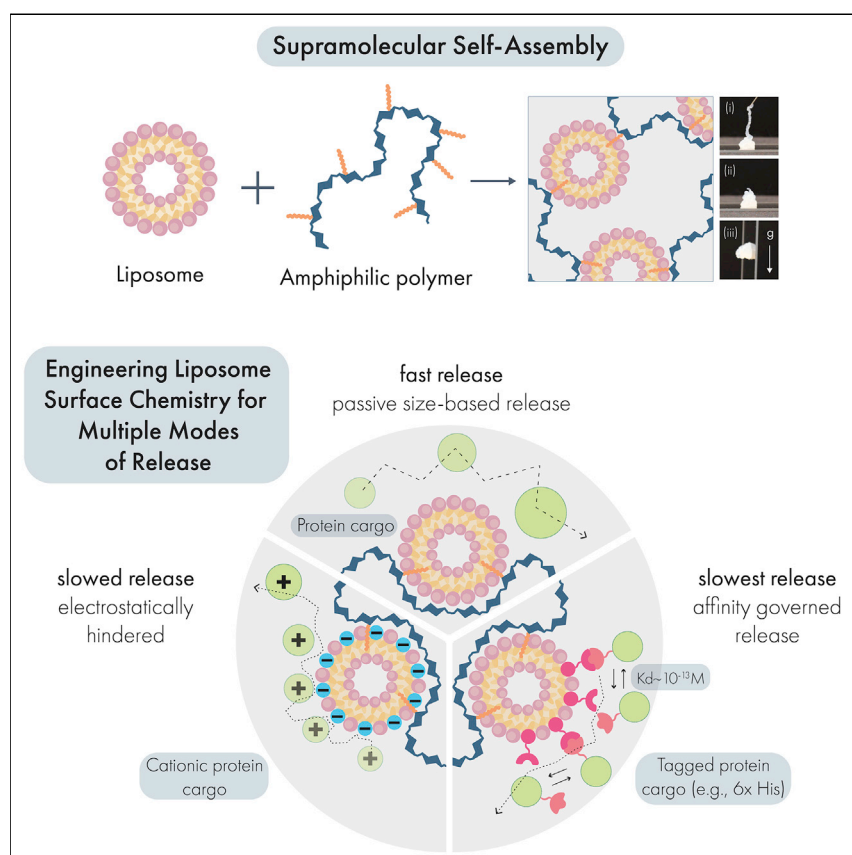 Supramolecular Self-Assembly
(i)
+
(ii)
(iii)
g
Liposome
Amphiphilic polymer
Engineering Liposome
Surface Chemistry for
Multiple Modes
of Release
fast release
passive size-based release
Protein cargo
slowed release
electrostatically
hindered
slowest release
affinity governed
release
Kd~10⁻¹³M
Cationic protein
cargo
Tagged protein
cargo (e.g., 6x His)